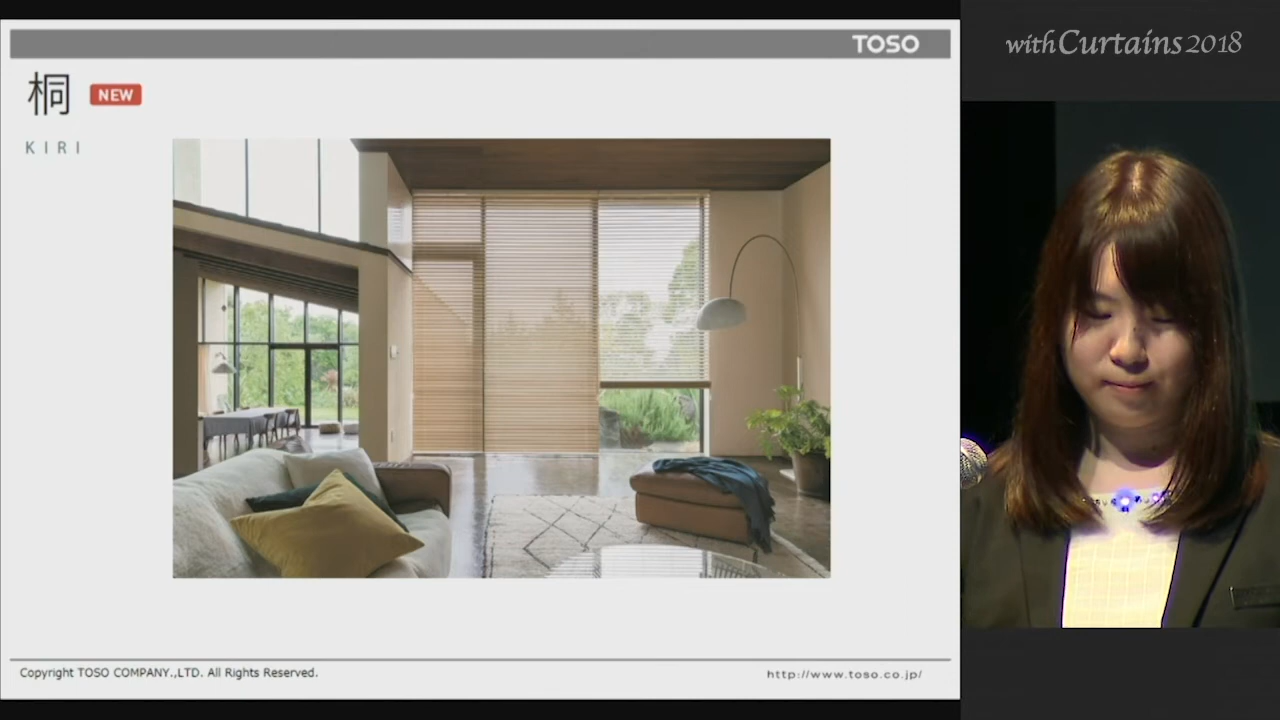 TOSO
withCurtains2018
桐
NEW
KIRI
Copyright TOSO COMPANY.,LTD. All Rights Reserved.
http://www.toso.co.jp/